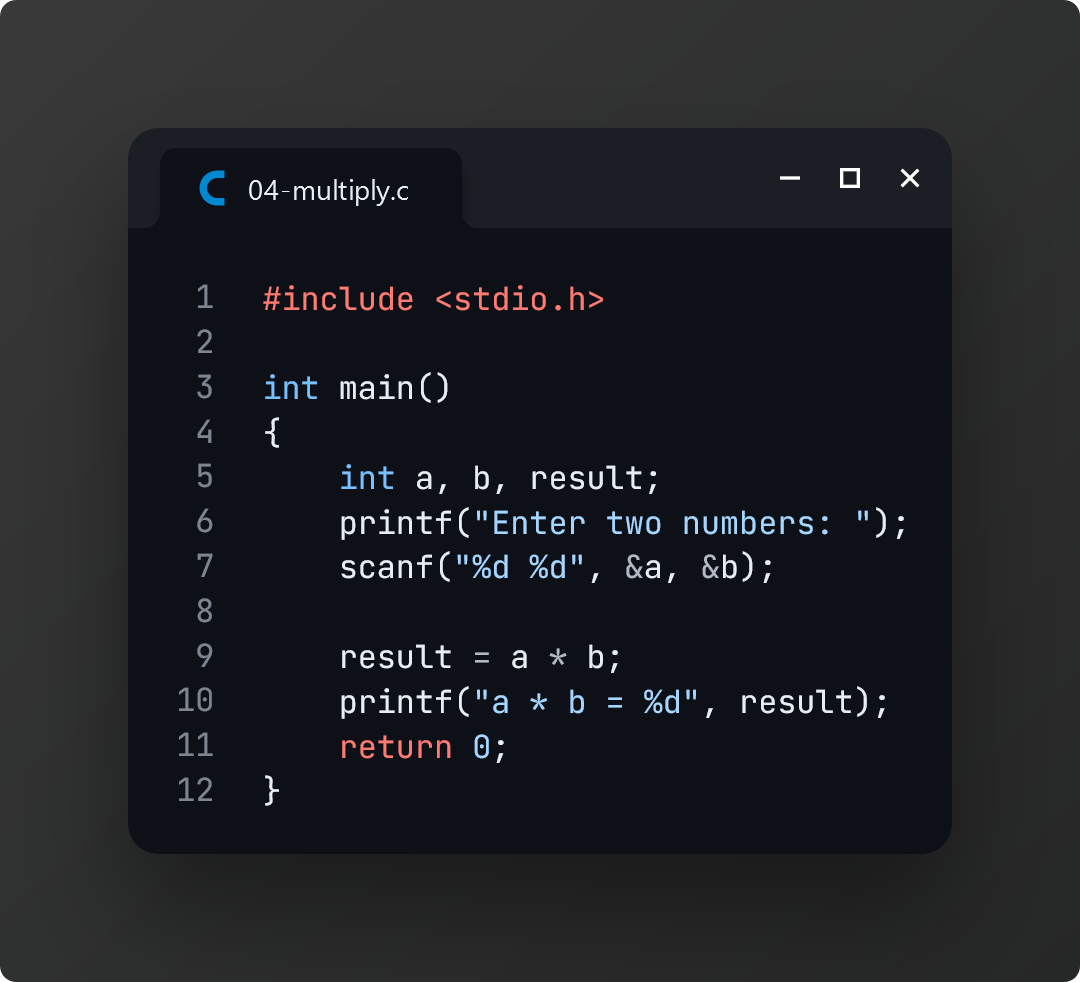 04-multiply.c
1 #include <stdio.h>
2
3 int main()
4 {
5     int a, b, result;
6     printf("Enter two numbers: ");
7     scanf("%d %d", &a, &b);
8
9     result = a * b;
10     printf("a * b = %d", result);
11     return 0;
12 }